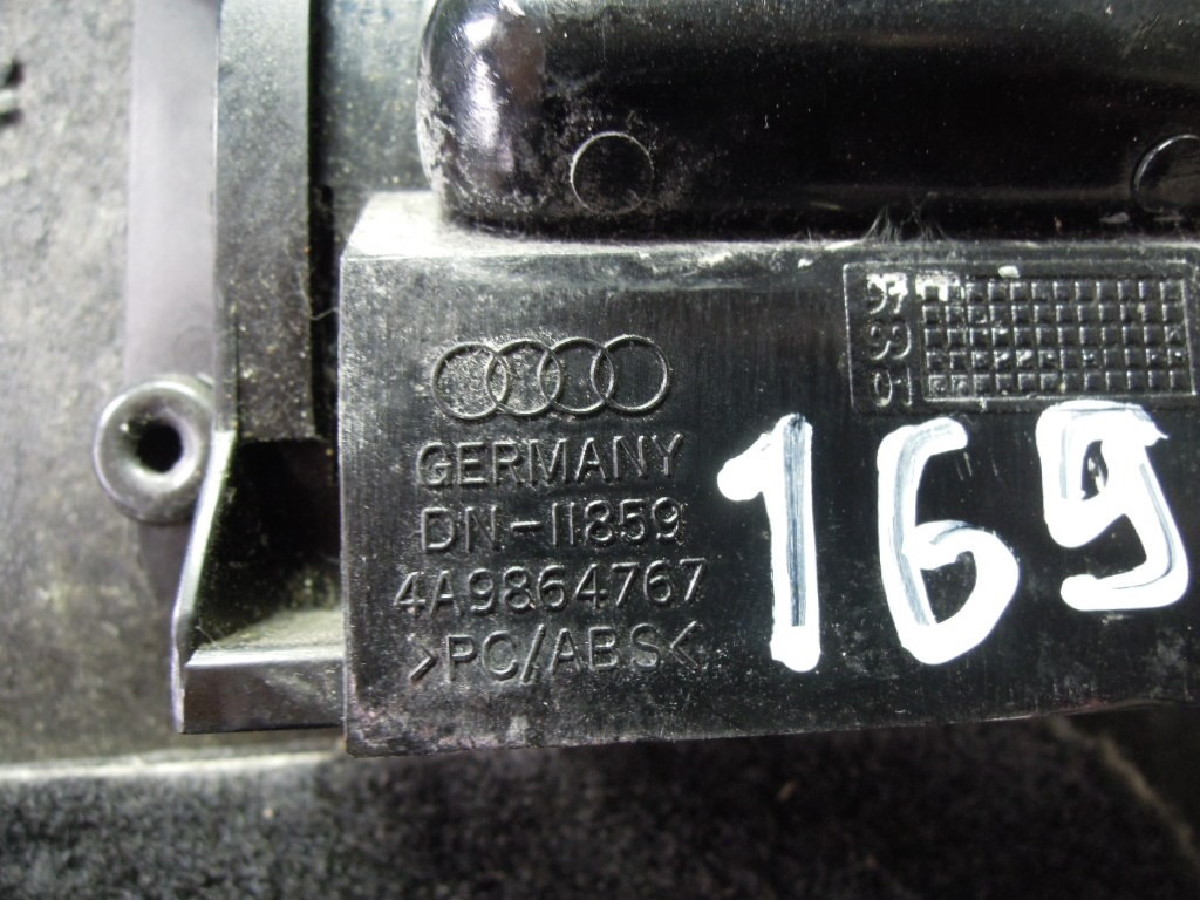 GERMANY
DN-11859
4A9864767
>PC/ABS<
169